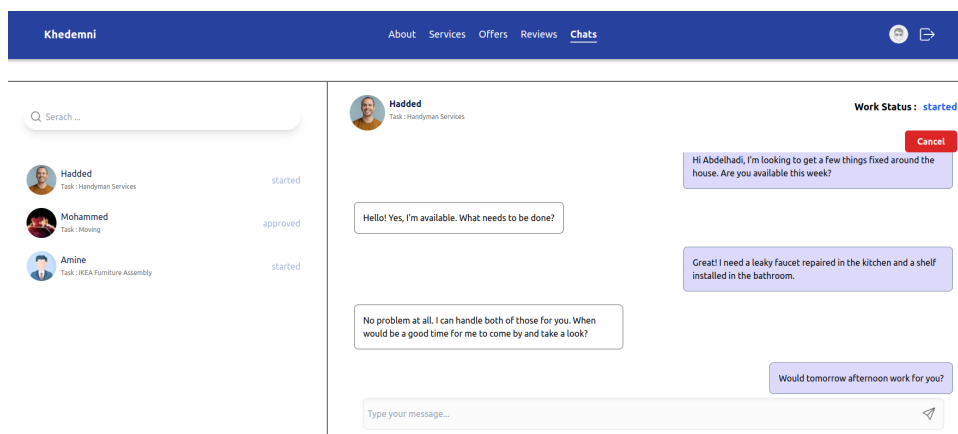 Khedemni
About Services Offers Reviews Chats
Serach ...
Hadded
Task : Handyman Services
started
Mohammed
Task : Moving
approved
Amine
Task : IKEA Furniture Assembly
started
Hadded
Task : Handyman Services
Work Status : started
Cancel
Hi Abdelhadi, I'm looking to get a few things fixed around the
house. Are you available this week?
Hello! Yes, I'm available. What needs to be done?
Great! I need a leaky faucet repaired in the kitchen and a shelf
installed in the bathroom.
No problem at all. I can handle both of those for you. When
would be a good time for me to come by and take a look?
Would tomorrow afternoon work for you?
Type your message...